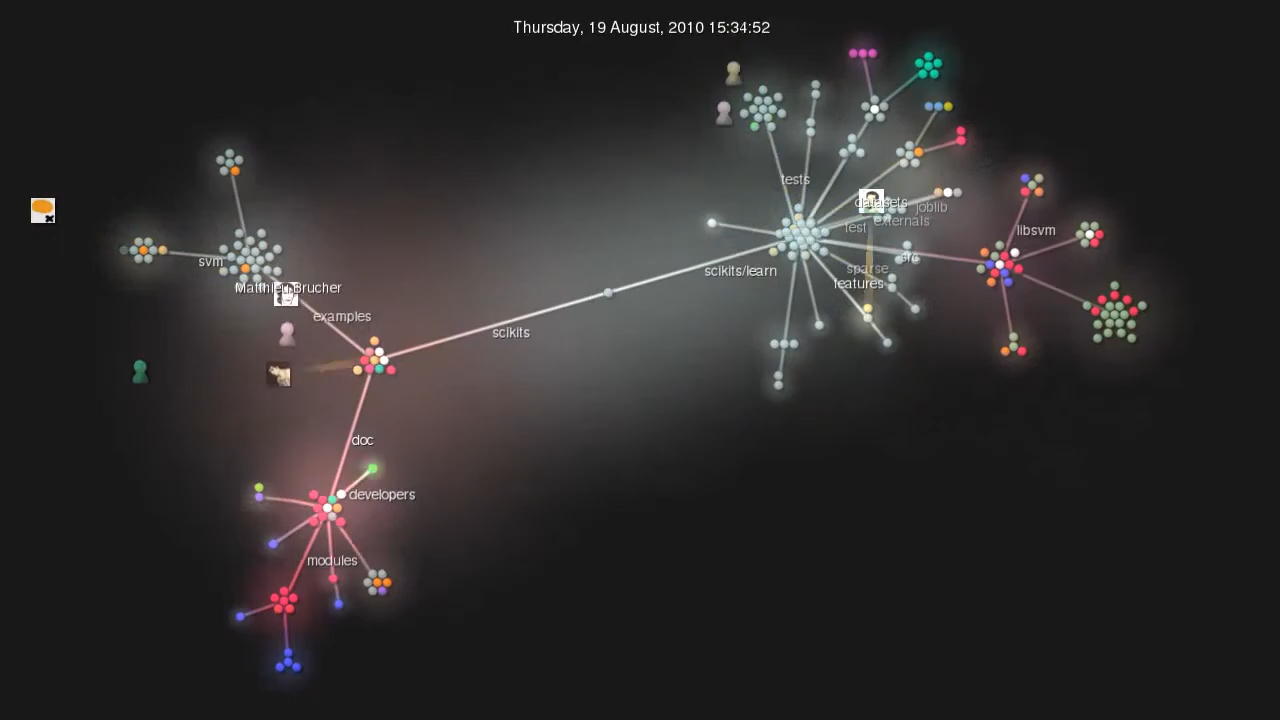 Thursday, 19 August, 2010 15:34:52
tests
datasets
joblib
externals
test
libsvm
src
svm
sparse
scikits/learn
features
Matthieu Brucher
examples
scikits
doc
developers
modules